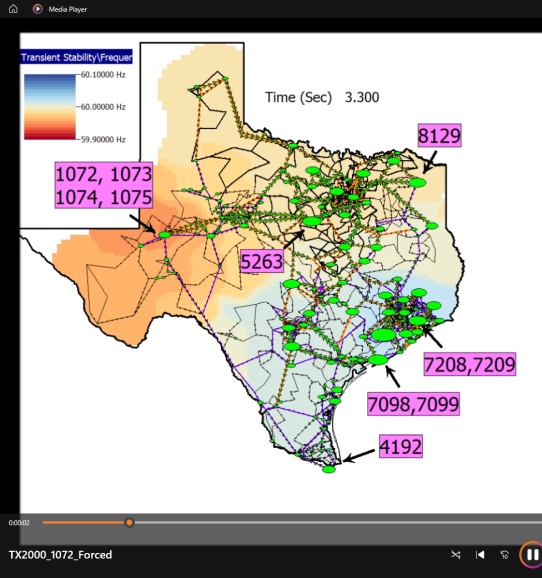 Media Player
Transient Stability\Frequer
60.10000 Hz
60.00000 Hz
59.90000 Hz
Time (Sec) 3.300
8129
1072, 1073
1074, 1075
5263
7208,7209
7098,7099
4192
0:00:02
TX2000_1072_Forced